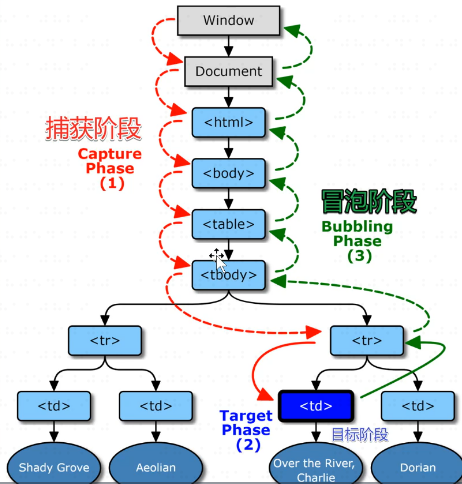 Window
Document
<html>
捕获阶段
Capture
Phase
(1)
<body>
冒泡阶段
Bubbling
Phase
(3)
<table>
<tbody>
<tr>
<tr>
<td>
<td>
<td>
<td>
Target
Phase
(2)
目标阶段
Shady Grove
Aeolian
Over the River,
Charlie
Dorian